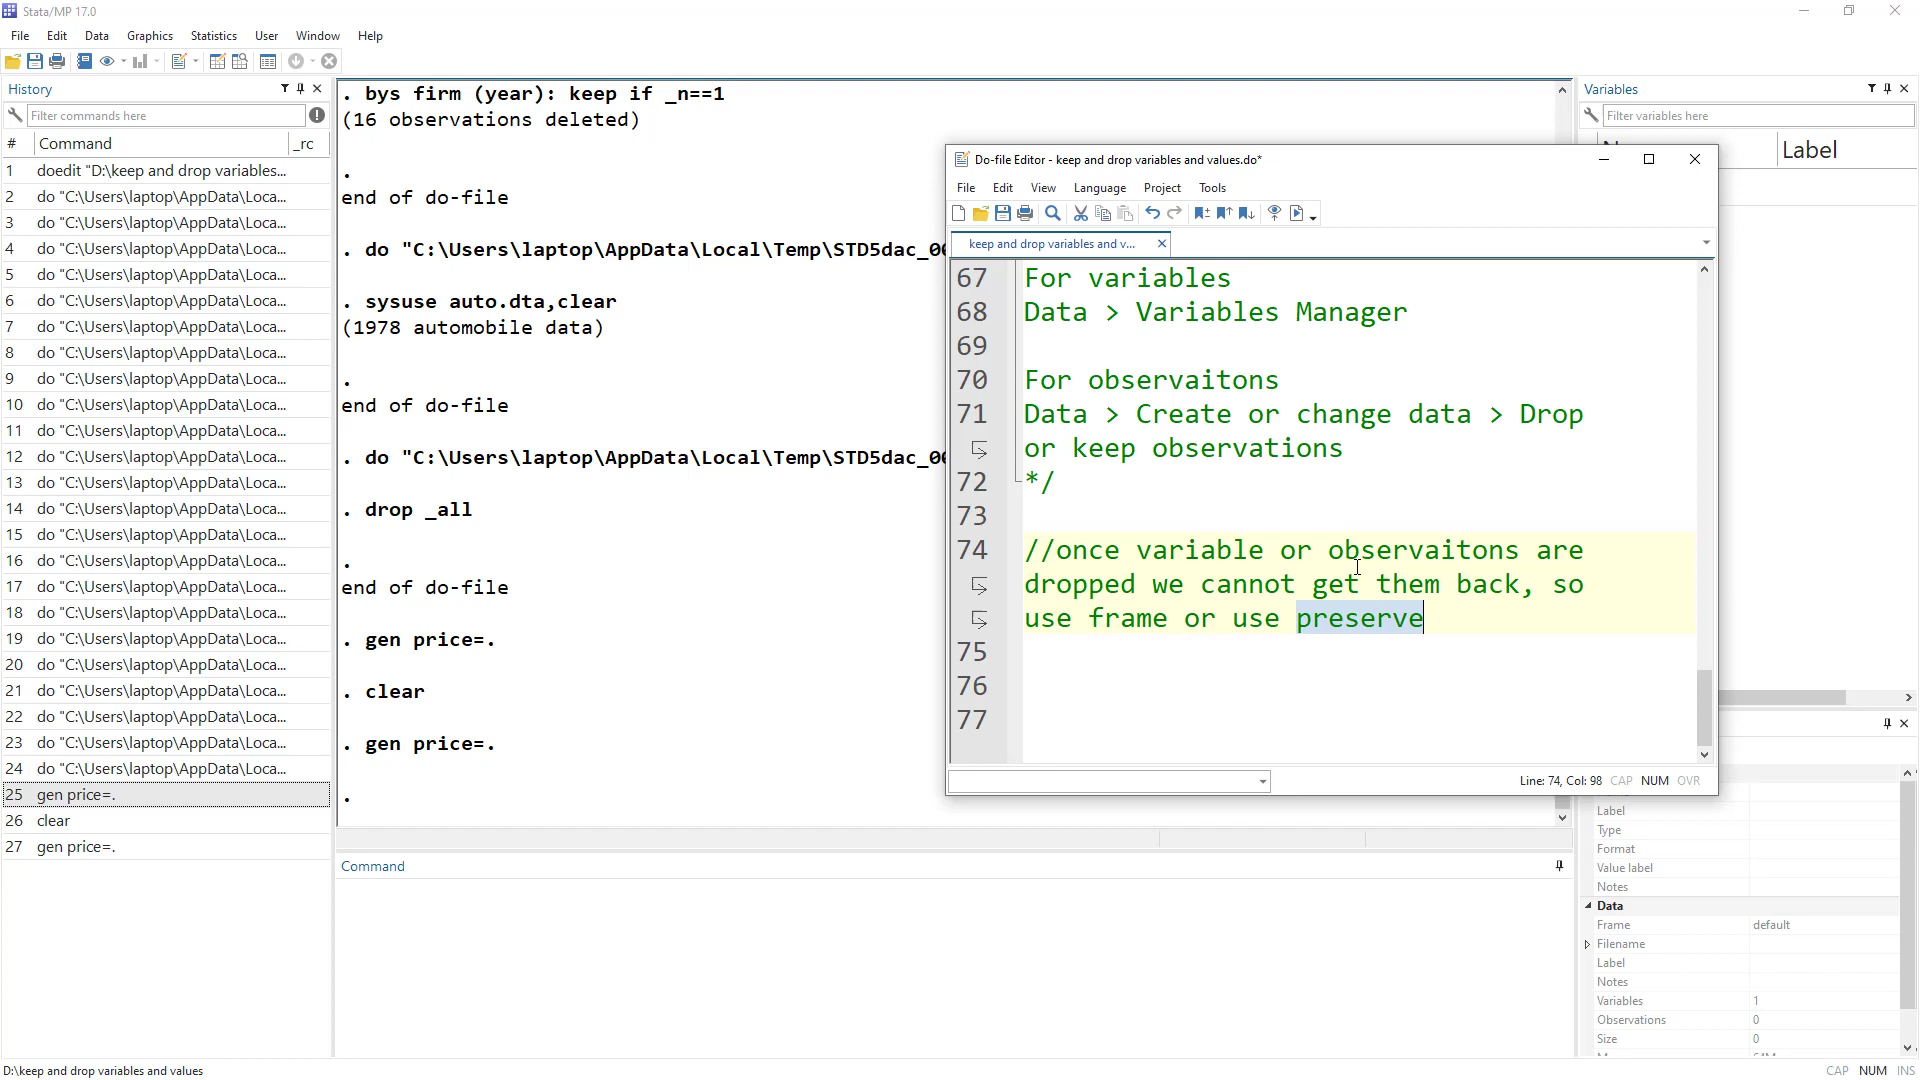 Stata/MP 17.0
File Edit Data Graphics Statistics User Window Help
History
Filter commands here
# Command _rc
1 doedit "D:\keep and drop variables...
2 do "C:\Users\laptop\AppData\Loca...
3 do "C:\Users\laptop\AppData\Loca...
4 do "C:\Users\laptop\AppData\Loca...
5 do "C:\Users\laptop\AppData\Loca...
6 do "C:\Users\laptop\AppData\Loca...
7 do "C:\Users\laptop\AppData\Loca...
8 do "C:\Users\laptop\AppData\Loca...
9 do "C:\Users\laptop\AppData\Loca...
10 do "C:\Users\laptop\AppData\Loca...
11 do "C:\Users\laptop\AppData\Loca...
12 do "C:\Users\laptop\AppData\Loca...
13 do "C:\Users\laptop\AppData\Loca...
14 do "C:\Users\laptop\AppData\Loca...
15 do "C:\Users\laptop\AppData\Loca...
16 do "C:\Users\laptop\AppData\Loca...
17 do "C:\Users\laptop\AppData\Loca...
18 do "C:\Users\laptop\AppData\Loca...
19 do "C:\Users\laptop\AppData\Loca...
20 do "C:\Users\laptop\AppData\Loca...
21 do "C:\Users\laptop\AppData\Loca...
22 do "C:\Users\laptop\AppData\Loca...
23 do "C:\Users\laptop\AppData\Loca...
24 do "C:\Users\laptop\AppData\Loca...
25 gen price=.
26 clear
27 gen price=.
. bys firm (year): keep if _n==1
(16 observations deleted)
.
end of do-file
. do "C:\Users\laptop\AppData\Local\Temp\STD5dac_00
. sysuse auto.dta,clear
(1978 automobile data)
.
end of do-file
. do "C:\Users\laptop\AppData\Local\Temp\STD5dac_00
. drop _all
.
end of do-file
. gen price=.
. clear
. gen price=.
.
Command
Do-file Editor - keep and drop variables and values.do*
File Edit View Language Project Tools
keep and drop variables and v...
67 For variables
68 Data > Variables Manager
69
70 For observaitons
71 Data > Create or change data > Drop
or keep observations
72 */
73
74 //once variable or observaitons are
dropped we cannot get them back, so
use frame or use preserve
75
76
77
Line: 74, Col: 98 CAP NUM OVR
Variables
Filter variables here
Label
Label
Type
Format
Value label
Notes
Data
Frame default
Filename
Label
Notes
Variables 1
Observations 0
Size 0
D:\keep and drop variables and values
CAP NUM INS